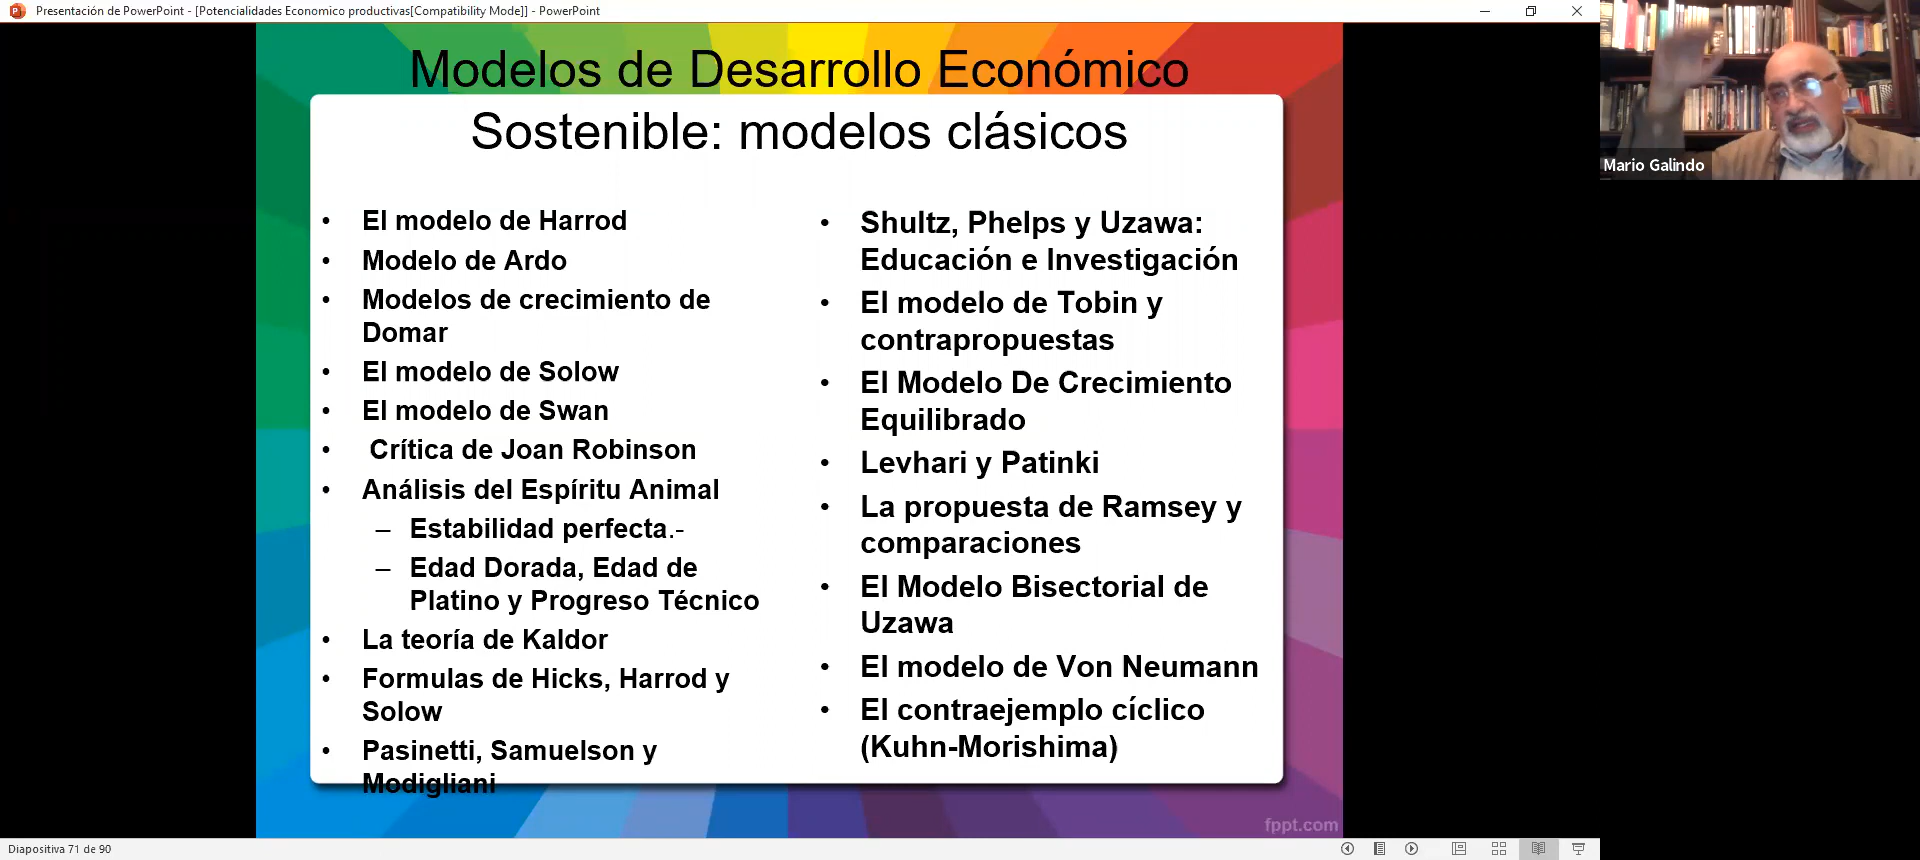 Presentación de PowerPoint - [Potencialidades Economico productivas[Compatibility Mode]] - PowerPoint
Modelos de Desarrollo Económico
Sostenible: modelos clásicos
• El modelo de Harrod
• Modelo de Ardo
• Modelos de crecimiento de
Domar
• El modelo de Solow
• El modelo de Swan
• Crítica de Joan Robinson
• Análisis del Espíritu Animal
– Estabilidad perfecta.-
– Edad Dorada, Edad de
Platino y Progreso Técnico
• La teoría de Kaldor
• Formulas de Hicks, Harrod y
Solow
• Pasinetti, Samuelson y
Modigliani
• Shultz, Phelps y Uzawa:
Educación e Investigación
• El modelo de Tobin y
contrapropuestas
• El Modelo De Crecimiento
Equilibrado
• Levhari y Patinki
• La propuesta de Ramsey y
comparaciones
• El Modelo Bisectorial de
Uzawa
• El modelo de Von Neumann
• El contraejemplo cíclico
(Kuhn-Morishima)
fppt.com
Mario Galindo
Diapositiva 71 de 90